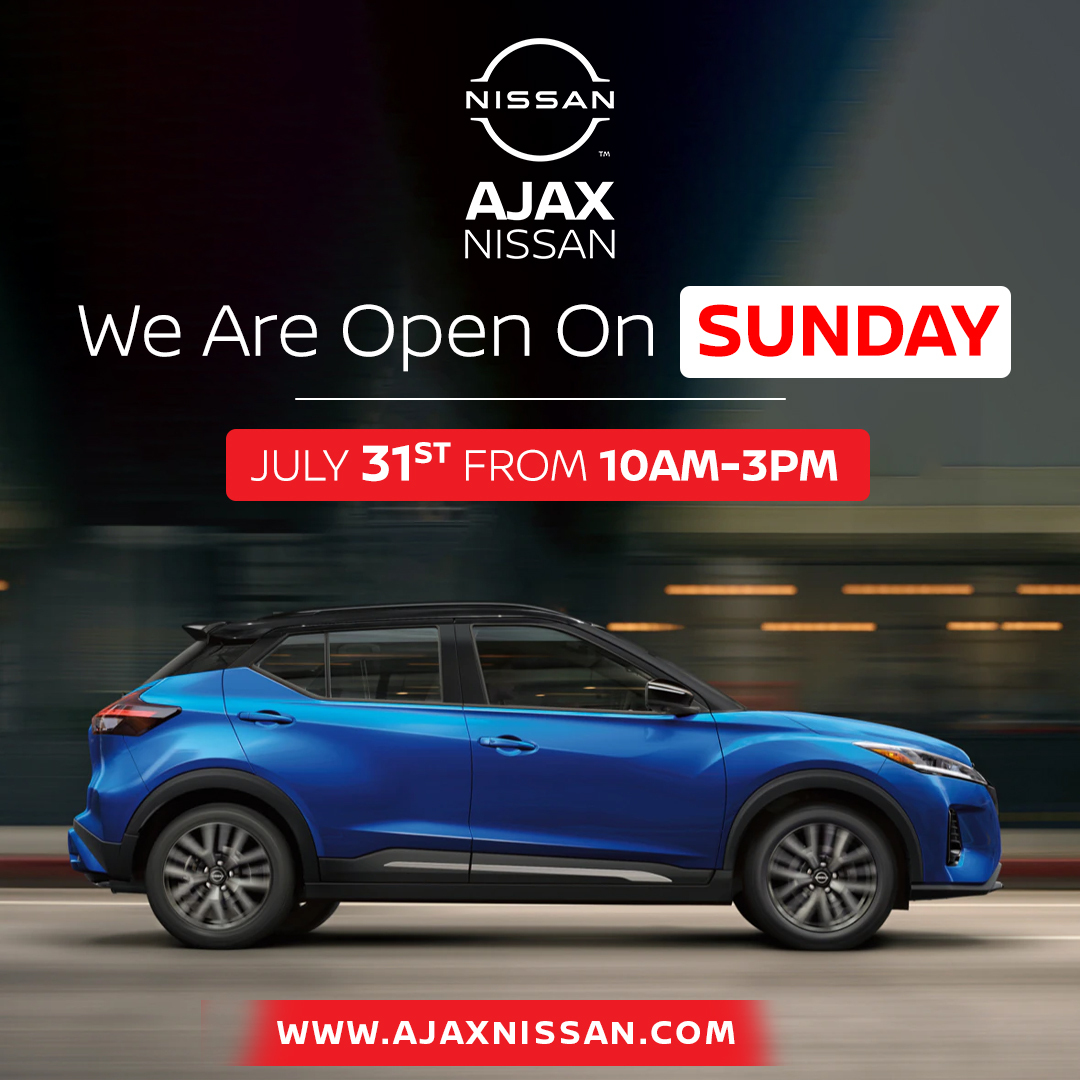 NISSAN
TM
AJAX
NISSAN
We Are Open On SUNDAY
JULY 31ST FROM 10AM-3PM
WWW.AJAXNISSAN.COM